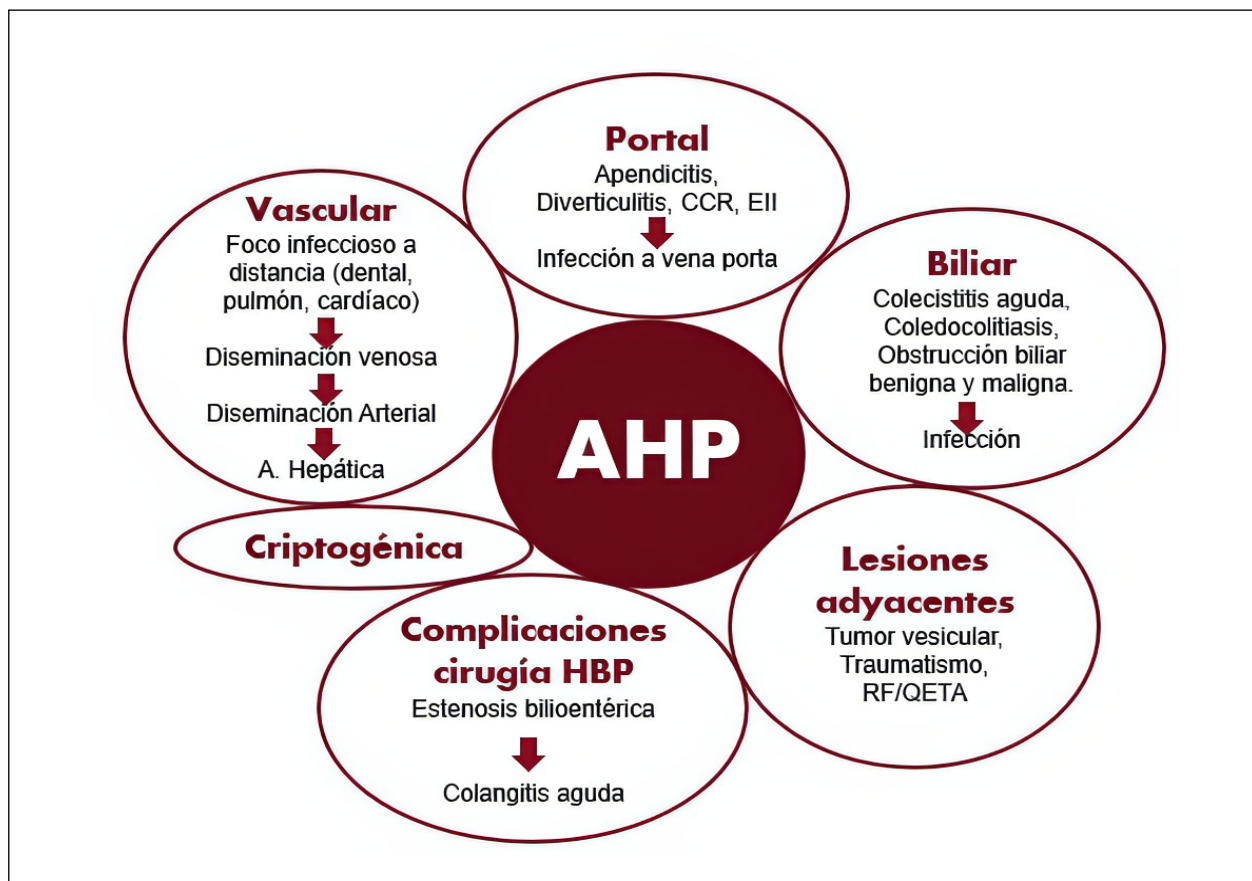 Portal
Apendicitis,
Diverticulitis, CCR, EII
Infección a vena porta
Vascular
Foco infeccioso a
distancia (dental,
pulmón, cardíaco)
Diseminación venosa
Diseminación Arterial
A. Hepática
Biliar
Colecistitis aguda,
Coledocolitiasis,
Obstrucción biliar
benigna y maligna.
Infección
AHP
Criptogénica
Lesiones
adyacentes
Tumor vesicular,
Traumatismo,
RF/QETA
Complicaciones
cirugía HBP
Estenosis bilioentérica
Colangitis aguda